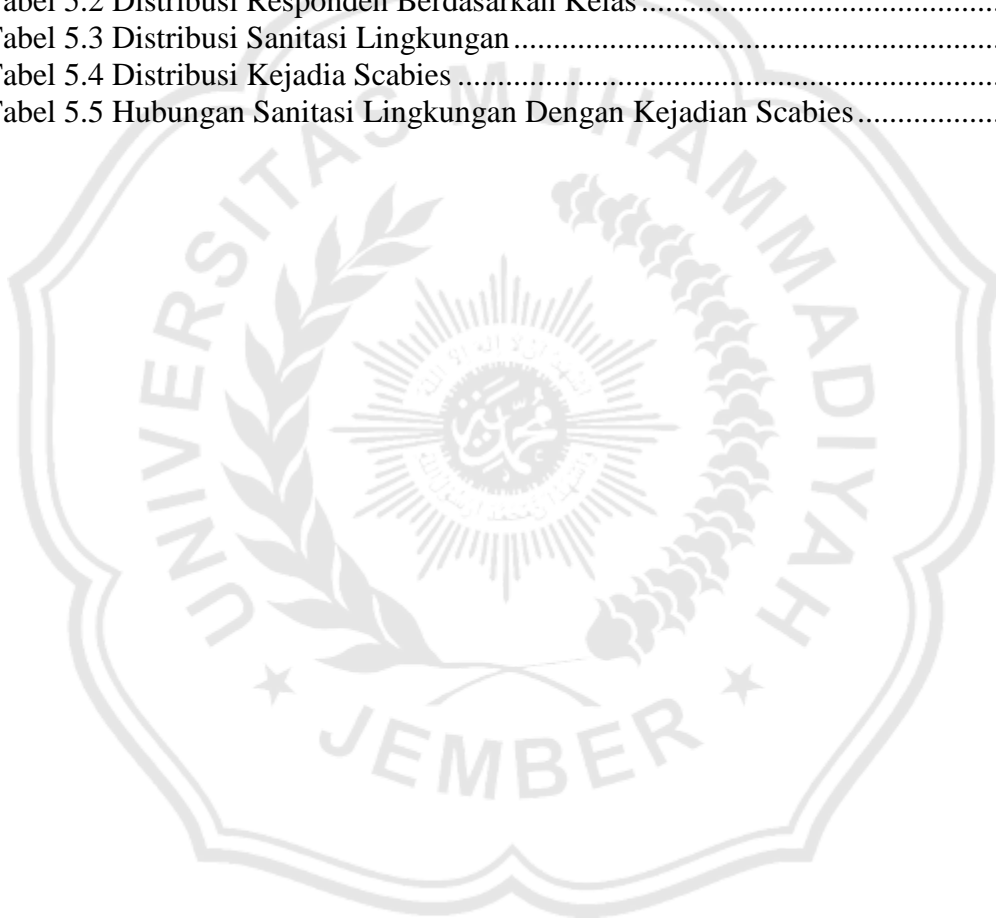 Tabel 5.2 Distribusi Responden Berdasarkan Kelas.......................................
Tabel 5.3 Distribusi Sanitasi Lingkungan.......................................................
Tabel 5.4 Distribusi Kejadia Scabies..............................................................
Tabel 5.5 Hubungan Sanitasi Lingkungan Dengan Kejadian Scabies.................
UNIVERSITAS MUHAMMADIYAH
JEMBER